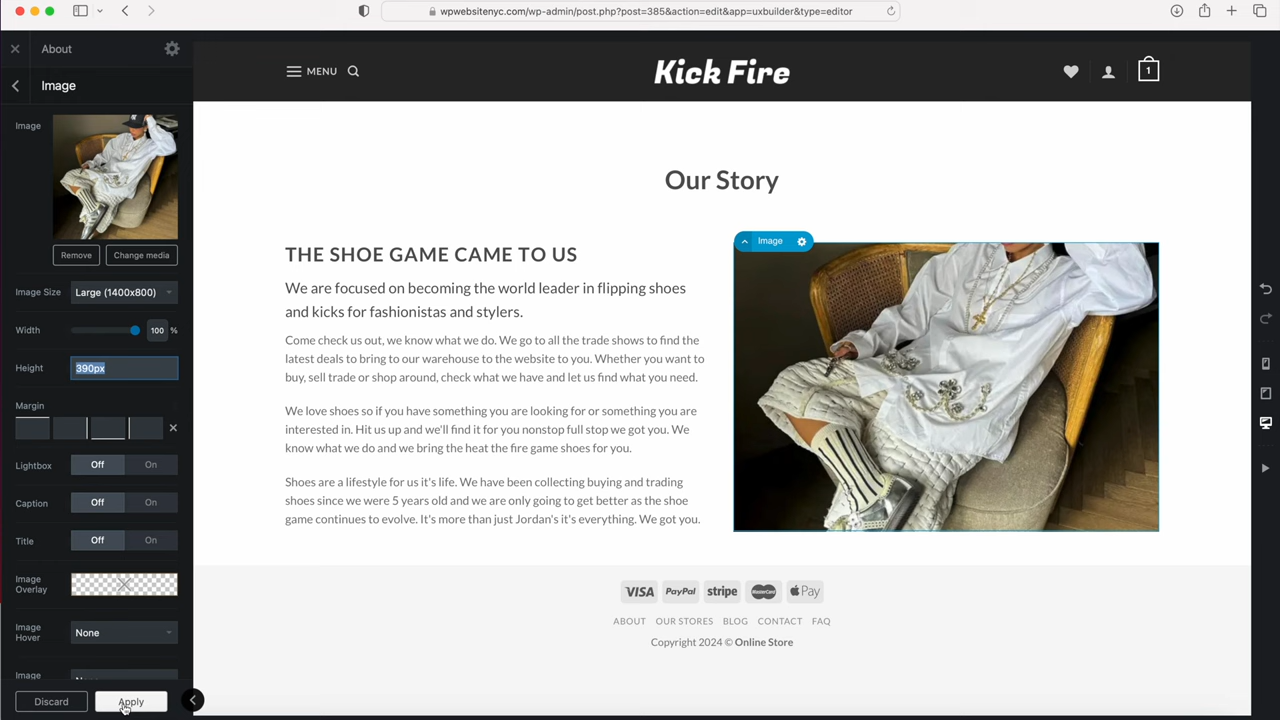 wpwebsitenyc.com/wp-admin/post.php?post=385&action=edit&app=uxbuilder&type=editor
About
Image
Image
Remove
Change media
Image Size
Large (1400x800)
Width
100
%
Height
390px
Margin
Lightbox
Off
On
Caption
Off
On
Title
Off
On
Image
Overlay
Image
Hover
None
Image
Discard
Apply
MENU
Kick Fire
1
Our Story
THE SHOE GAME CAME TO US
We are focused on becoming the world leader in flipping shoes
and kicks for fashionistas and stylers.
Come check us out, we know what we do. We go to all the trade shows to find the
latest deals to bring to our warehouse to the website to you. Whether you want to
buy, sell trade or shop around, check what we have and let us find what you need.
We love shoes so if you have something you are looking for or something you are
interested in. Hit us up and we'll find it for you nonstop full stop we got you. We
know what we do and we bring the heat the fire game shoes for you.
Shoes are a lifestyle for us it's life. We have been collecting buying and trading
shoes since we were 5 years old and we are only going to get better as the shoe
game continues to evolve. It's more than just Jordan's it's everything. We got you.
Image
VISA
PayPal
stripe
MasterCard
Pay
ABOUT
OUR STORES
BLOG
CONTACT
FAQ
Copyright 2024 © Online Store